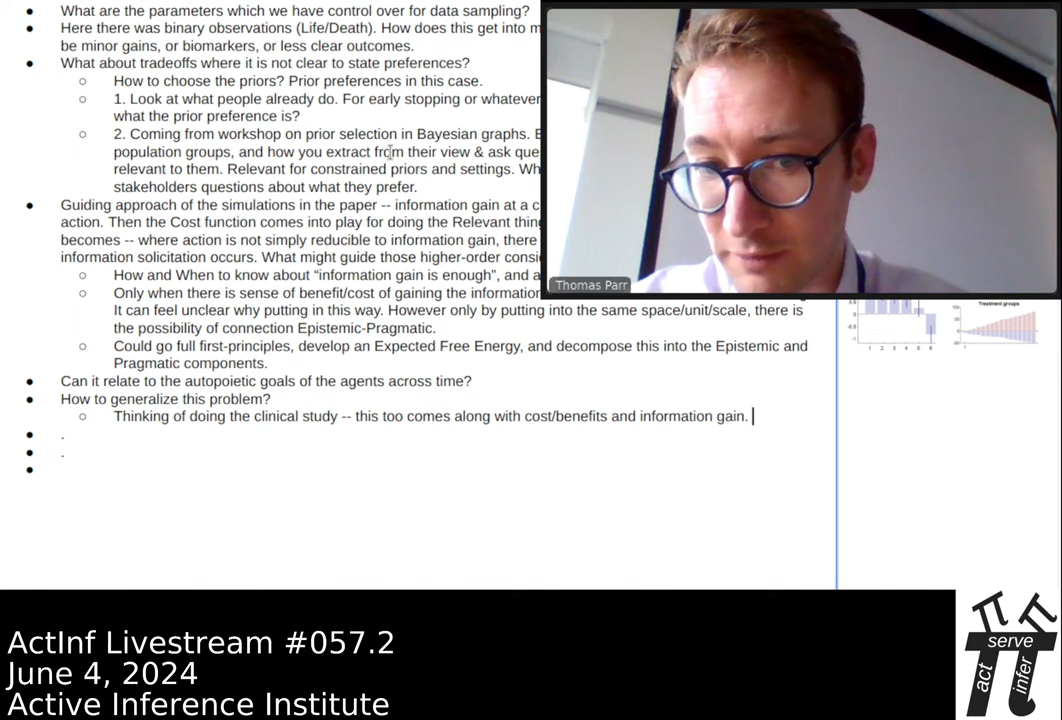 What are the parameters which we have control over for data sampling?
Here there was binary observations (Life/Death). How does this get into m
be minor gains, or biomarkers, or less clear outcomes.
What about tradeoffs where it is not clear to state preferences?
How to choose the priors? Prior preferences in this case.
1. Look at what people already do. For early stopping or whatever
what the prior preference is?
2. Coming from workshop on prior selection in Bayesian graphs.
population groups, and how you extract from their view & ask que
relevant to them. Relevant for constrained priors and settings. Wh
stakeholders questions about what they prefer.
Guiding approach of the simulations in the paper -- information gain at a c
action. Then the Cost function comes into play for doing the Relevant thing
becomes -- where action is not simply reducible to information gain, there
information solicitation occurs. What might guide those higher-order consi
How and When to know about “information gain is enough”, and a
Only when there is sense of benefit/cost of gaining the information
It can feel unclear why putting in this way. However only by putting into the same space/unit/scale, there is
the possibility of connection Epistemic-Pragmatic.
Could go full first-principles, develop an Expected Free Energy, and decompose this into the Epistemic and
Pragmatic components.
Can it relate to the autopoietic goals of the agents across time?
How to generalize this problem?
Thinking of doing the clinical study -- this too comes along with cost/benefits and information gain.
.
.
Thomas Parr
Treatment groups
-0.5
-1
1 2 3 4 5 6
1
ActInf Livestream #057.2
June 4, 2024
Active Inference Institute
π π
serve
act infer